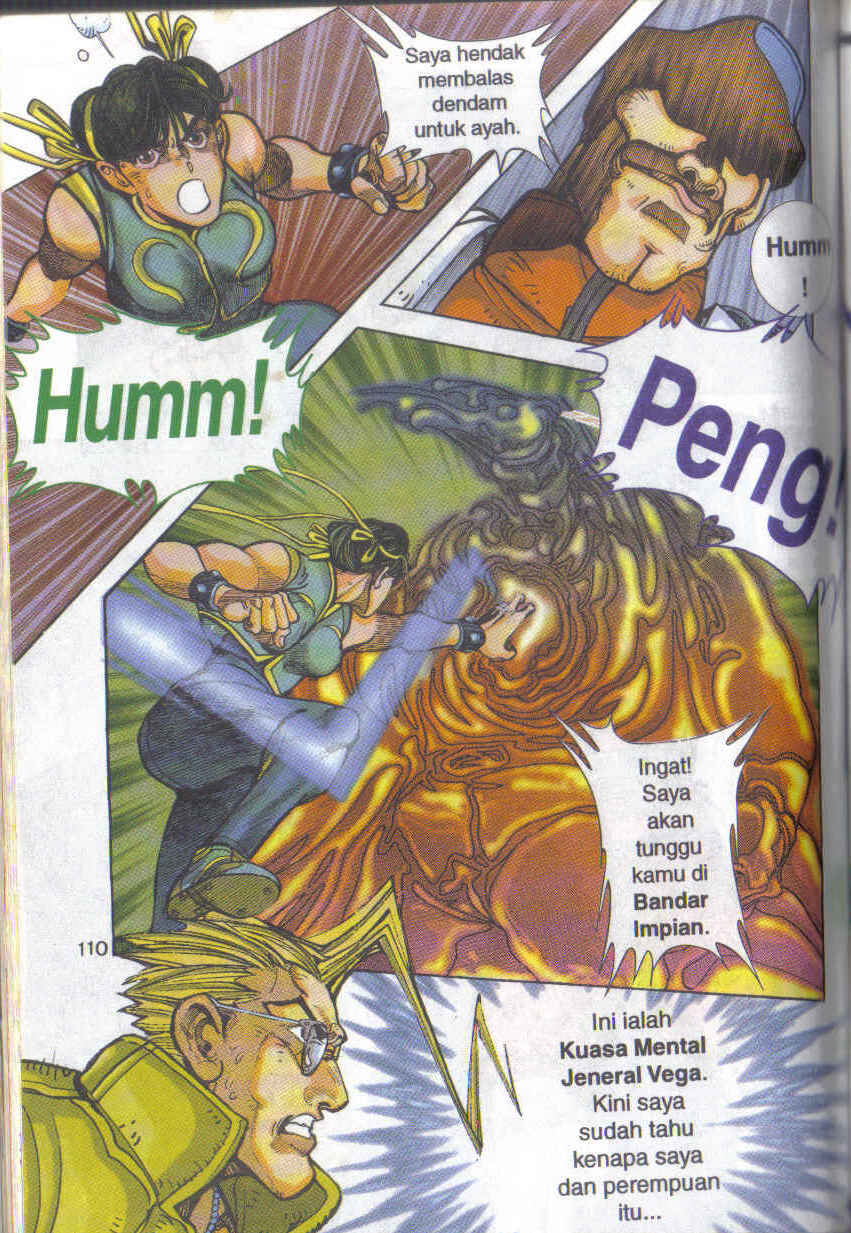 Saya hendak
membalas
dendam
untuk ayah.
Humm
!
Humm!
Peng!
Ingat!
Saya
akan
tunggu
kamu di
Bandar
Impian.
110
Ini ialah
Kuasa Mental
Jeneral Vega.
Kini saya
sudah tahu
kenapa saya
dan perempuan
itu...